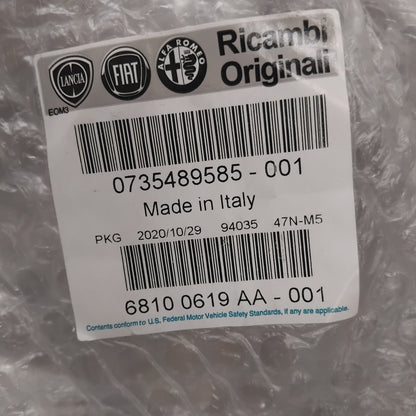 LANCIA FIAT ALFA ROMEO Ricambi
Originali
EOM3
0735489585 - 001
Made in Italy
PKG 2020/10/29 94035 47N-M5
6810 0619 AA - 001
Contents conform to U.S. Federal Motor Vehicle Safety Standards, if any are applicable.